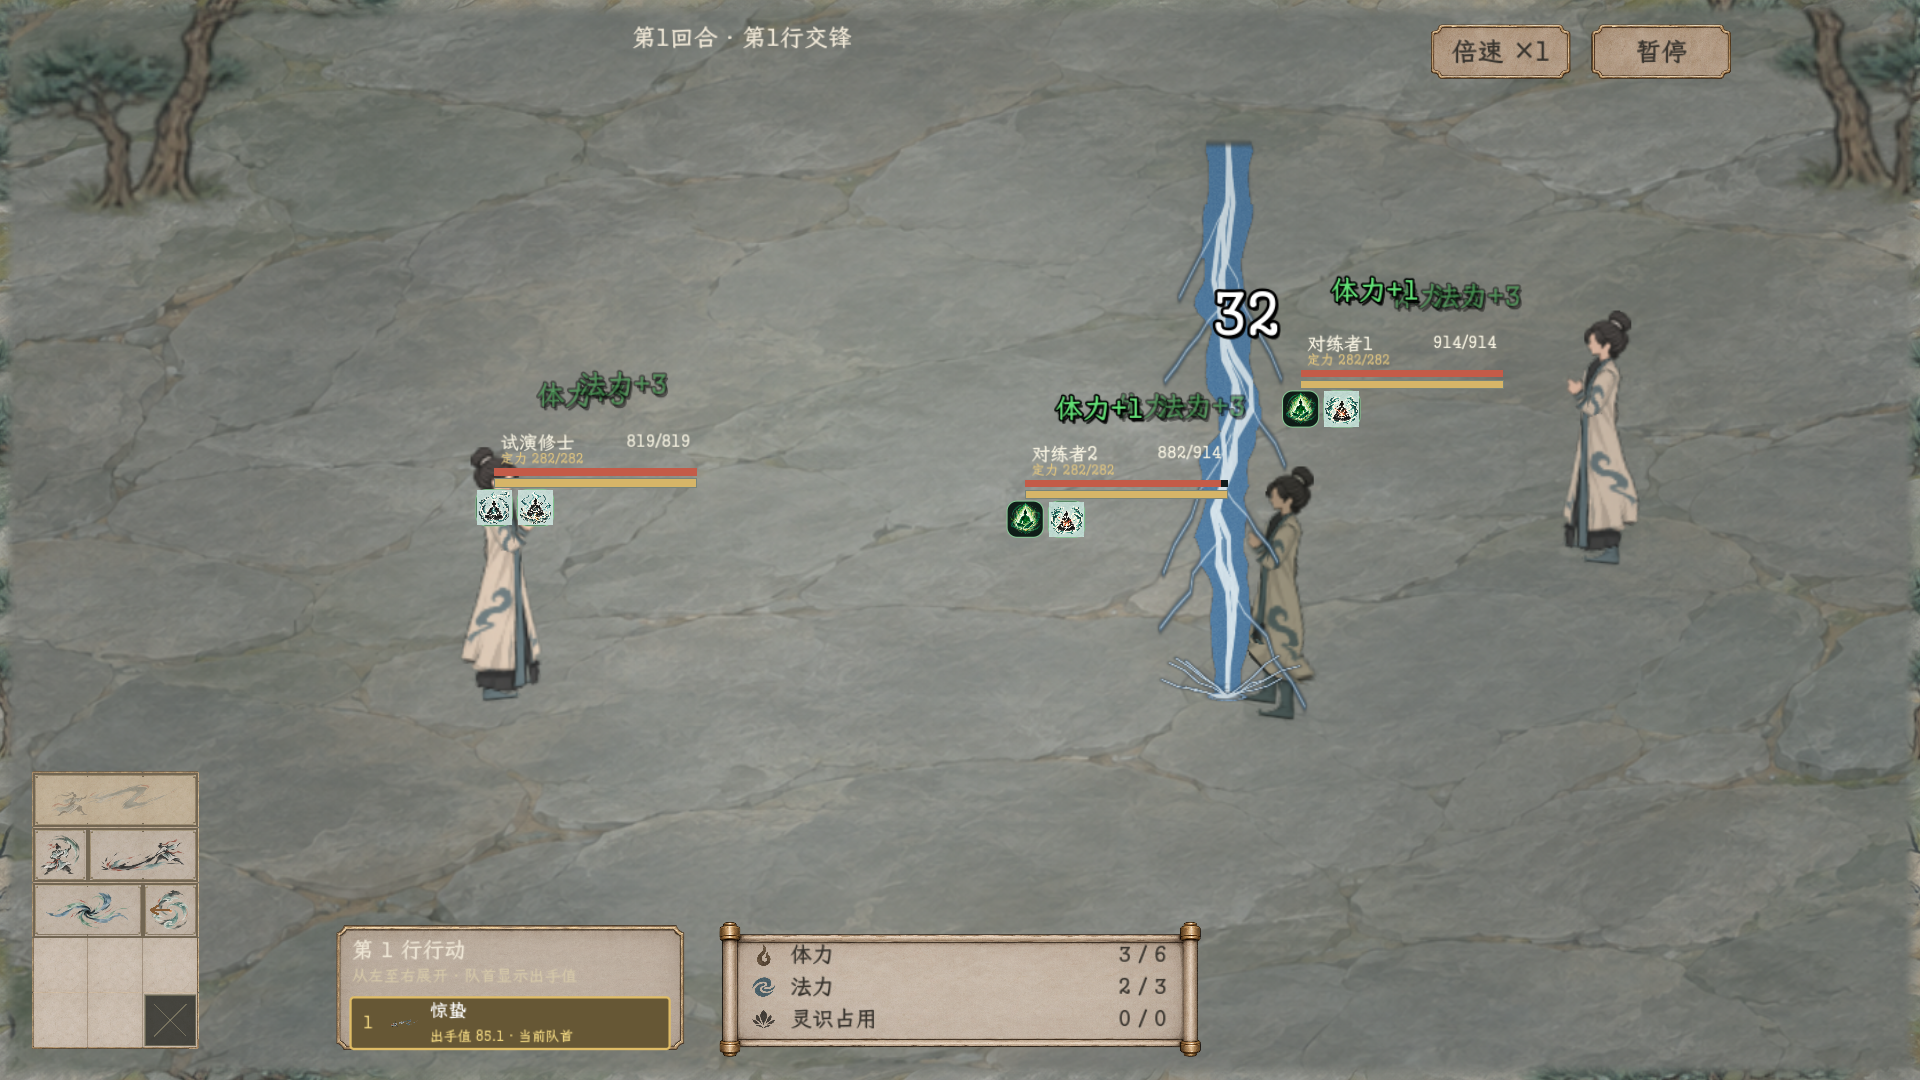 第1回合 · 第1行交锋
倍速 ×1
暂停
32
体力+1
法力+3
对练者1 914/914
定力 282/282
法力+3
体力+3
试演修士 819/819
定力 282/282
体力+1
法力+3
对练者2 882/914
定力 282/282
第 1 行行动
从左至右展开 · 队首显示出手值
1 惊蛰
出手值 85.1 · 当前队首
体力 3 / 6
法力 2 / 3
灵识占用 0 / 0